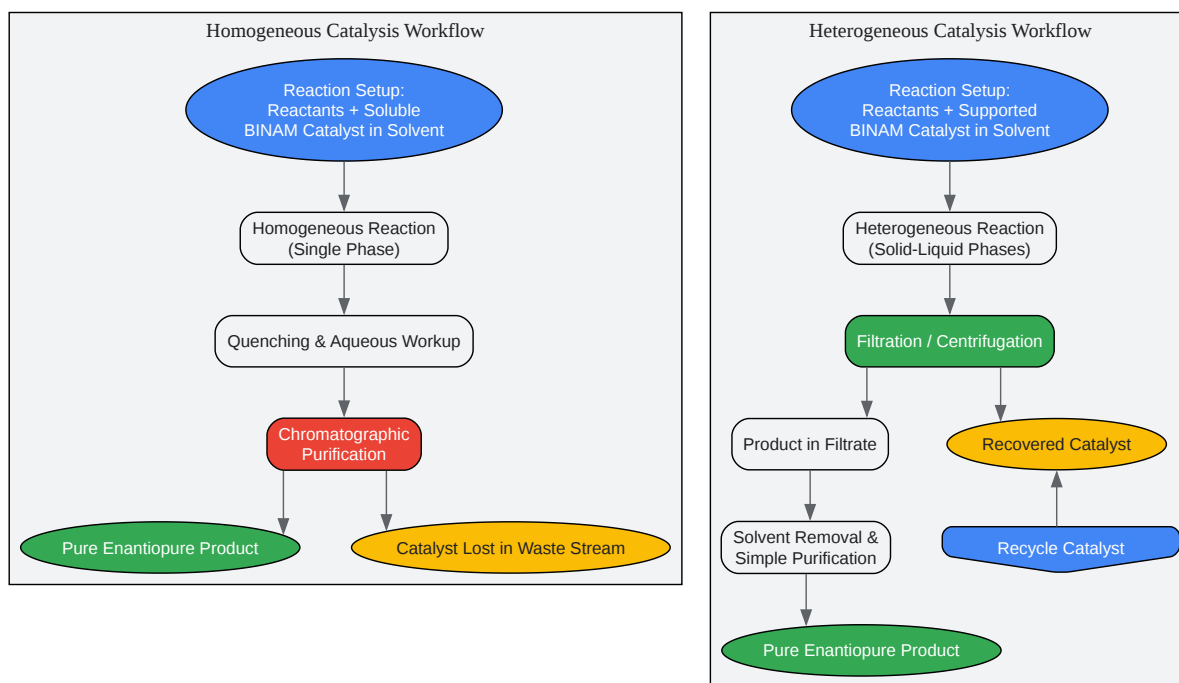 Homogeneous Catalysis Workflow
Reaction Setup:
Reactants + Soluble
BINAM Catalyst in Solvent
Homogeneous Reaction
(Single Phase)
Quenching & Aqueous Workup
Chromatographic
Purification
Pure Enantiopure Product
Catalyst Lost in Waste Stream
Heterogeneous Catalysis Workflow
Reaction Setup:
Reactants + Supported
BINAM Catalyst in Solvent
Heterogeneous Reaction
(Solid-Liquid Phases)
Filtration / Centrifugation
Product in Filtrate
Recovered Catalyst
Solvent Removal &
Simple Purification
Recycle Catalyst
Pure Enantiopure Product